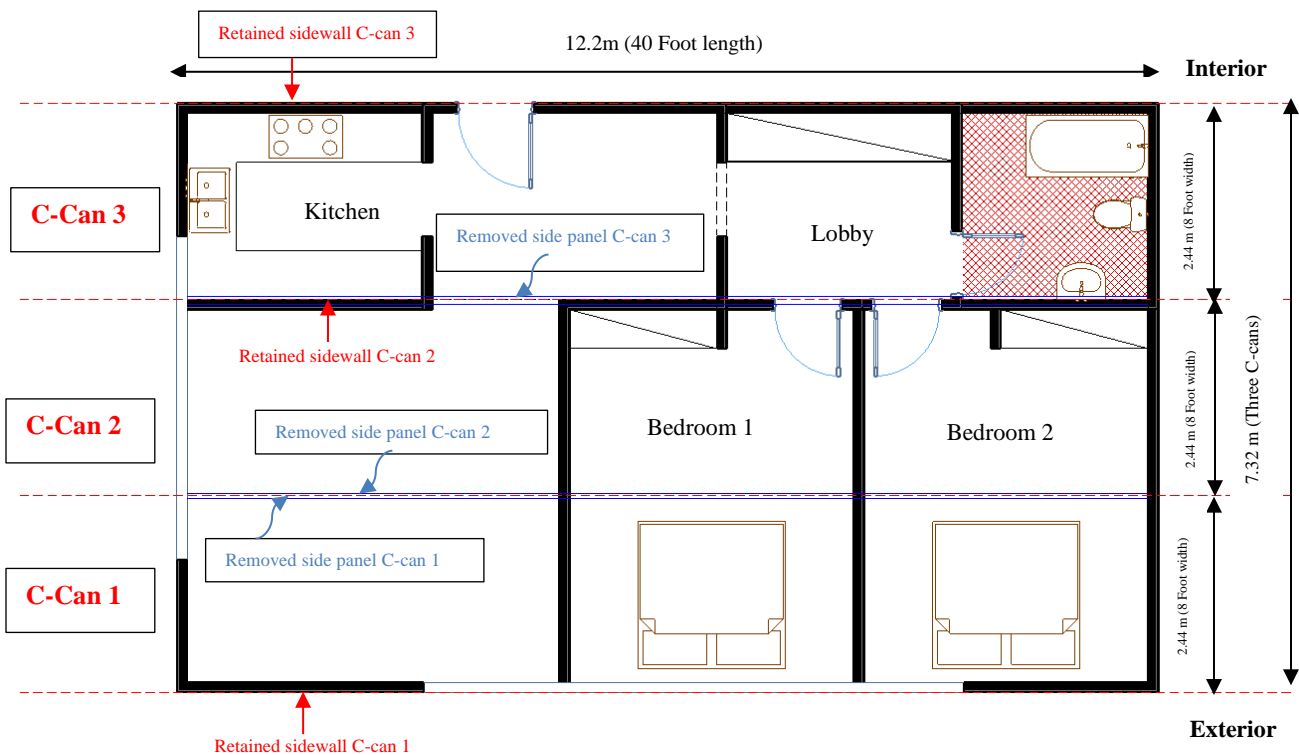 Retained sidewall C-can 3
12.2m (40 Foot length)
Interior
C-Can 3
Kitchen
Removed side panel C-can 3
Lobby
2.44 m (8 Foot width)
Retained sidewall C-can 2
C-Can 2
Removed side panel C-can 2
Bedroom 1
Bedroom 2
2.44 m (8 Foot width)
7.32 m (Three C-cans)
Removed side panel C-can 1
C-Can 1
2.44 m (8 Foot width)
Retained sidewall C-can 1
Exterior